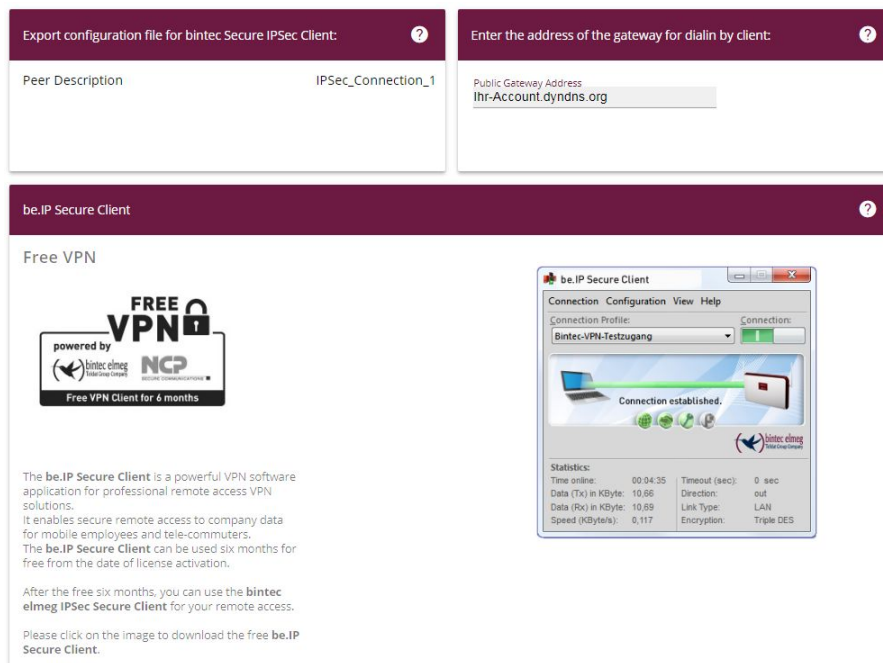 Export configuration file for bintec Secure IPSec Client:
?
Enter the address of the gateway for dialin by client:
?
Peer Description IPSec_Connection_1
Public Gateway Address
Ihr-Account.dyndns.org
be.IP Secure Client
?
Free VPN
FREE
VPN
powered by
bintec elmeg
Teldat Group Company
NCP
SECURE COMMUNICATIONS
Free VPN Client for 6 months
The be.IP Secure Client is a powerful VPN software
application for professional remote access VPN
solutions.
It enables secure remote access to company data
for mobile employees and tele-commuters.
The be.IP Secure Client can be used six months for
free from the date of license activation.
After the free six months, you can use the bintec
elmeg IPSec Secure Client for your remote access.
Please click on the image to download the free be.IP
Secure Client.
be.IP Secure Client
Connection Configuration View Help
Connection Profile: Connection:
Bintec-VPN-Testzugang
Connection established.
bintec elmeg
Teldat Group Company
Statistics:
Time online: 00:04:35 Timeout (sec): 0 sec
Data (Tx) in KByte: 10,66 Direction: out
Data (Rx) in KByte: 10,69 Link Type: LAN
Speed (KByte/s): 0,117 Encryption: Triple DES